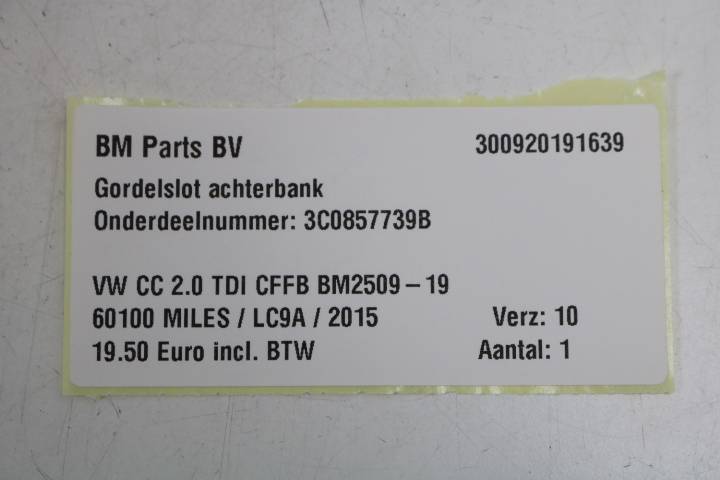 BM Parts BV 300920191639
Gordelslot achterbank
Onderdeelnummer: 3C0857739B
VW CC 2.0 TDI CFFB BM2509 – 19
60100 MILES / LC9A / 2015 Verz: 10
19.50 Euro incl. BTW Aantal: 1